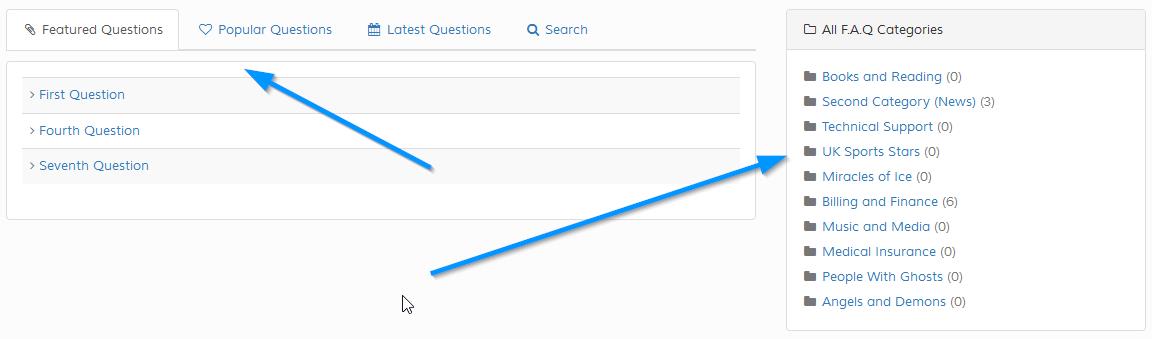 Featured Questions Popular Questions Latest Questions Search
First Question
Fourth Question
Seventh Question
All F.A.Q Categories
Books and Reading (0)
Second Category (News) (3)
Technical Support (0)
UK Sports Stars (0)
Miracles of Ice (0)
Billing and Finance (6)
Music and Media (0)
Medical Insurance (0)
People With Ghosts (0)
Angels and Demons (0)